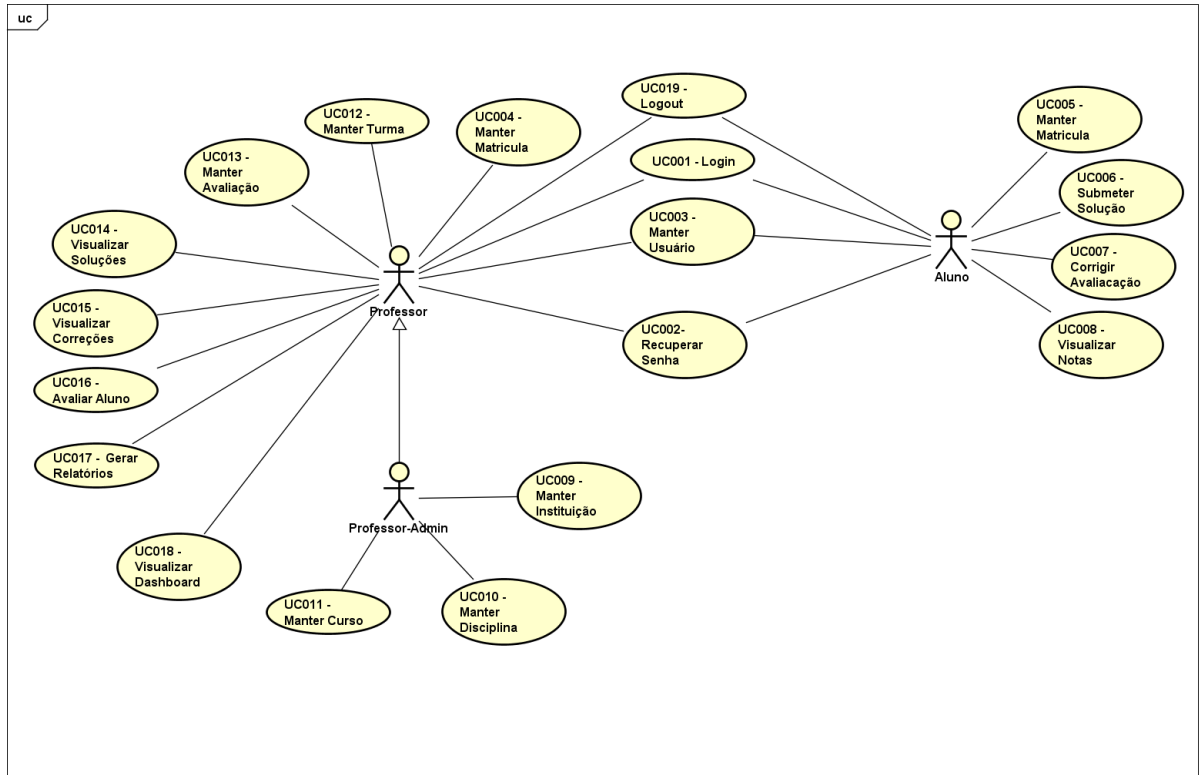 uc
UC012 -
Manter Turma
UC004 -
Manter
Matricula
UC019 -
Logout
UC005 -
Manter
Matricula
UC013 -
Manter
Avaliação
UC001 - Login
UC006 -
Submeter
Solução
UC014 -
Visualizar
Soluções
UC003 -
Manter
Usuário
UC007 -
Corrigir
Avaliacação
Aluno
UC015 -
Visualizar
Correções
Professor
UC002-
Recuperar
Senha
UC008 -
Visualizar
Notas
UC016 -
Avaliar Aluno
UC017 - Gerar
Relatórios
UC009 -
Manter
Instituição
Professor-Admin
UC018 -
Visualizar
Dashboard
UC011 -
Manter Curso
UC010 -
Manter
Disciplina